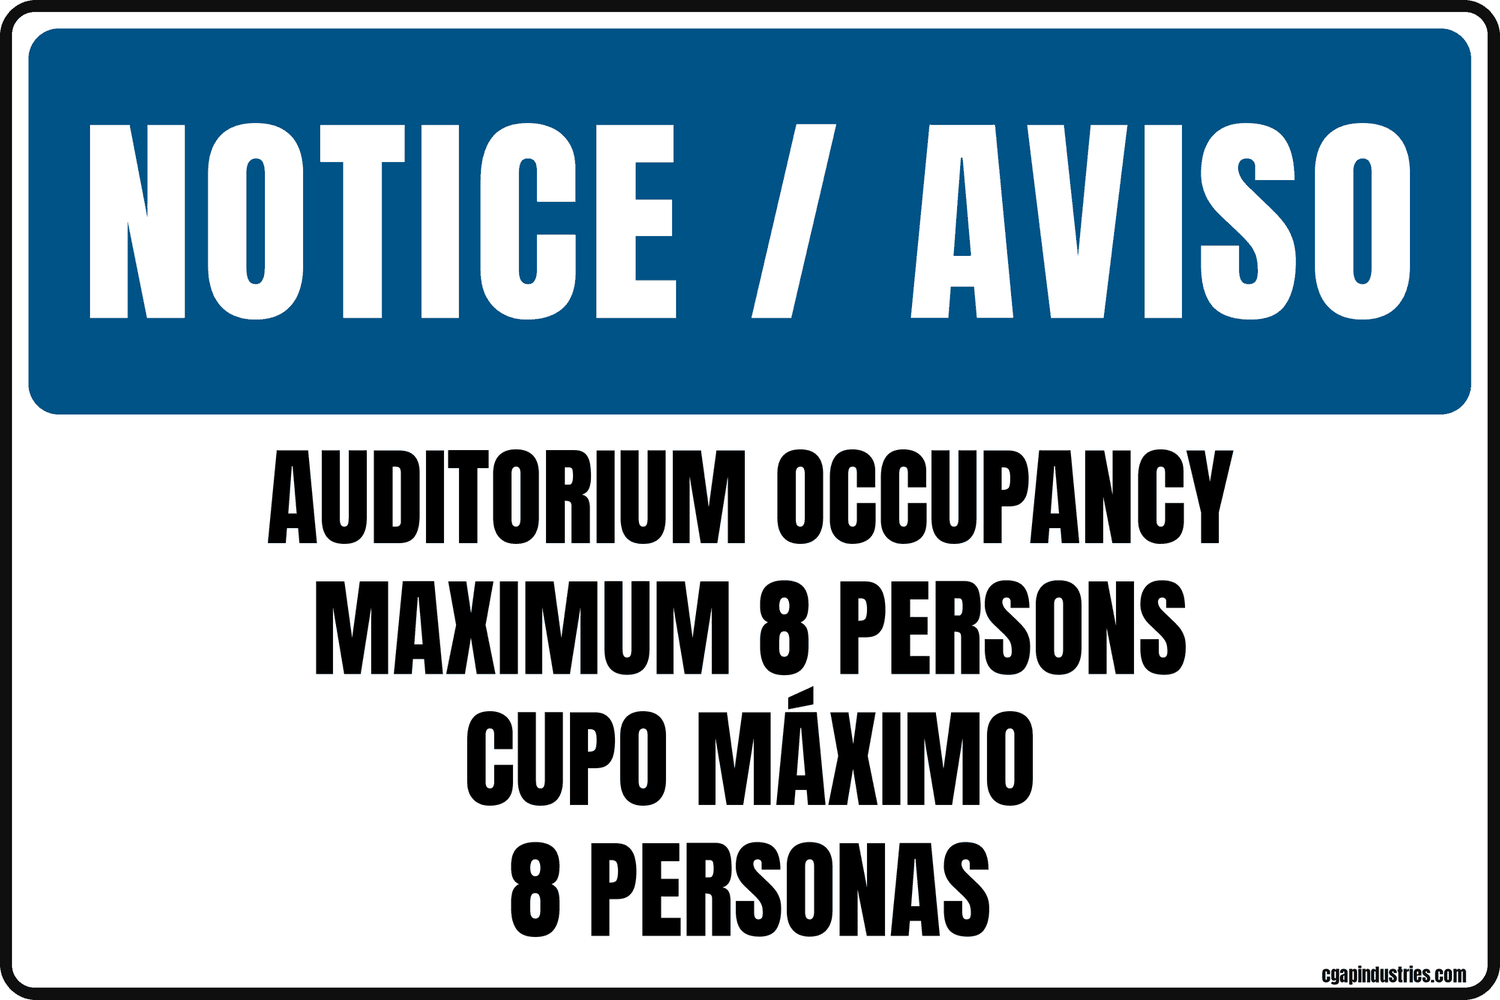 NOTICE / AVISO
AUDITORIUM OCCUPANCY
MAXIMUM 8 PERSONS
CUPO MÁXIMO
8 PERSONAS
cgapindustries.com